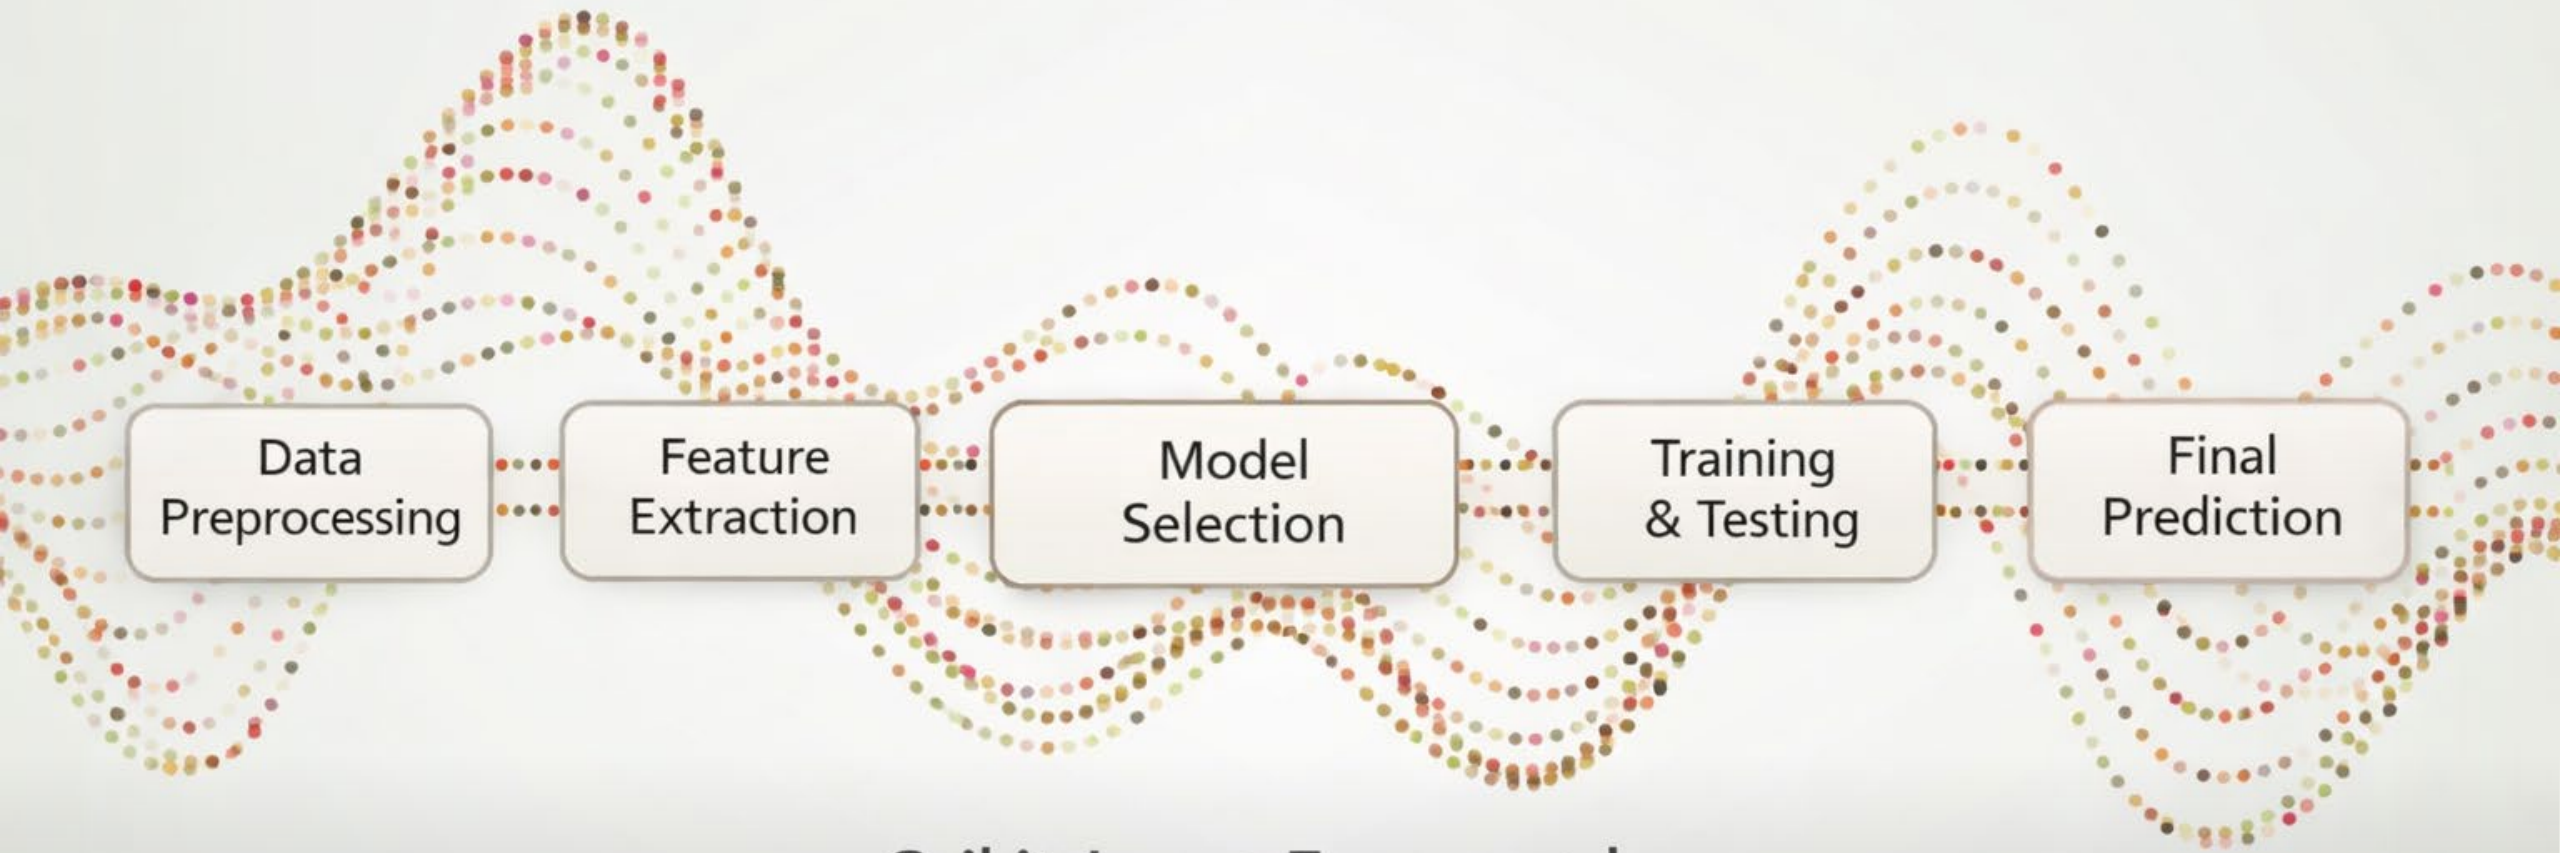 Data
Preprocessing
Feature
Extraction
Model
Selection
Training
& Testing
Final
Prediction